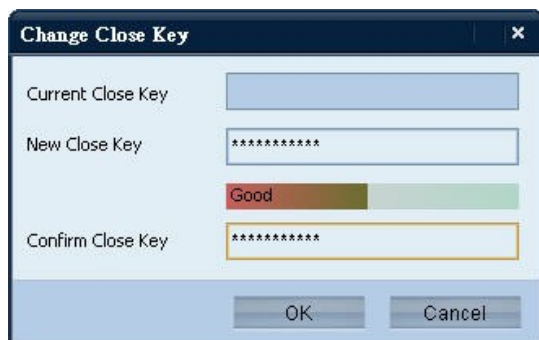 Change Close Key
Current Close Key
New Close Key ***********
Good
Confirm Close Key ***********
OK Cancel